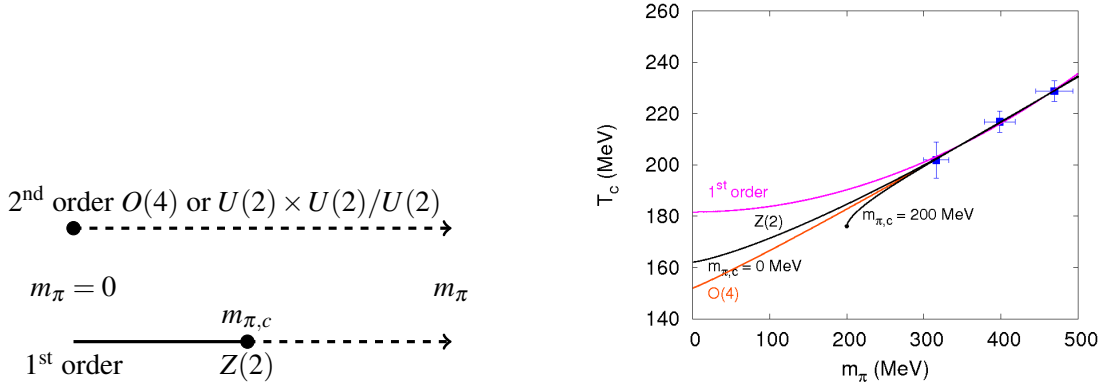 2nd order O(4) or U(2) × U(2)/U(2)
mπ = 0
mπ
mπ,c
1st order
Z(2)
260
240
220
200
180
160
140
Tc (MeV)
1st order
Z(2)
mπ,c = 200 MeV
mπ,c = 0 MeV
O(4)
0 100 200 300 400 500
mπ (MeV)